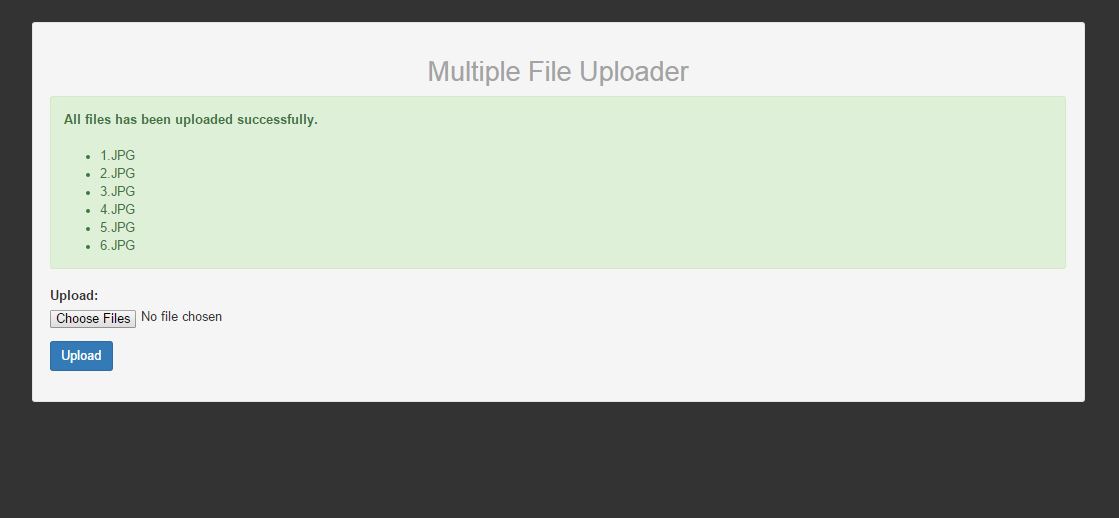 Multiple File Uploader
All files has been uploaded successfully.
1.JPG
2.JPG
3.JPG
4.JPG
5.JPG
6.JPG
Upload:
Choose Files No file chosen
Upload